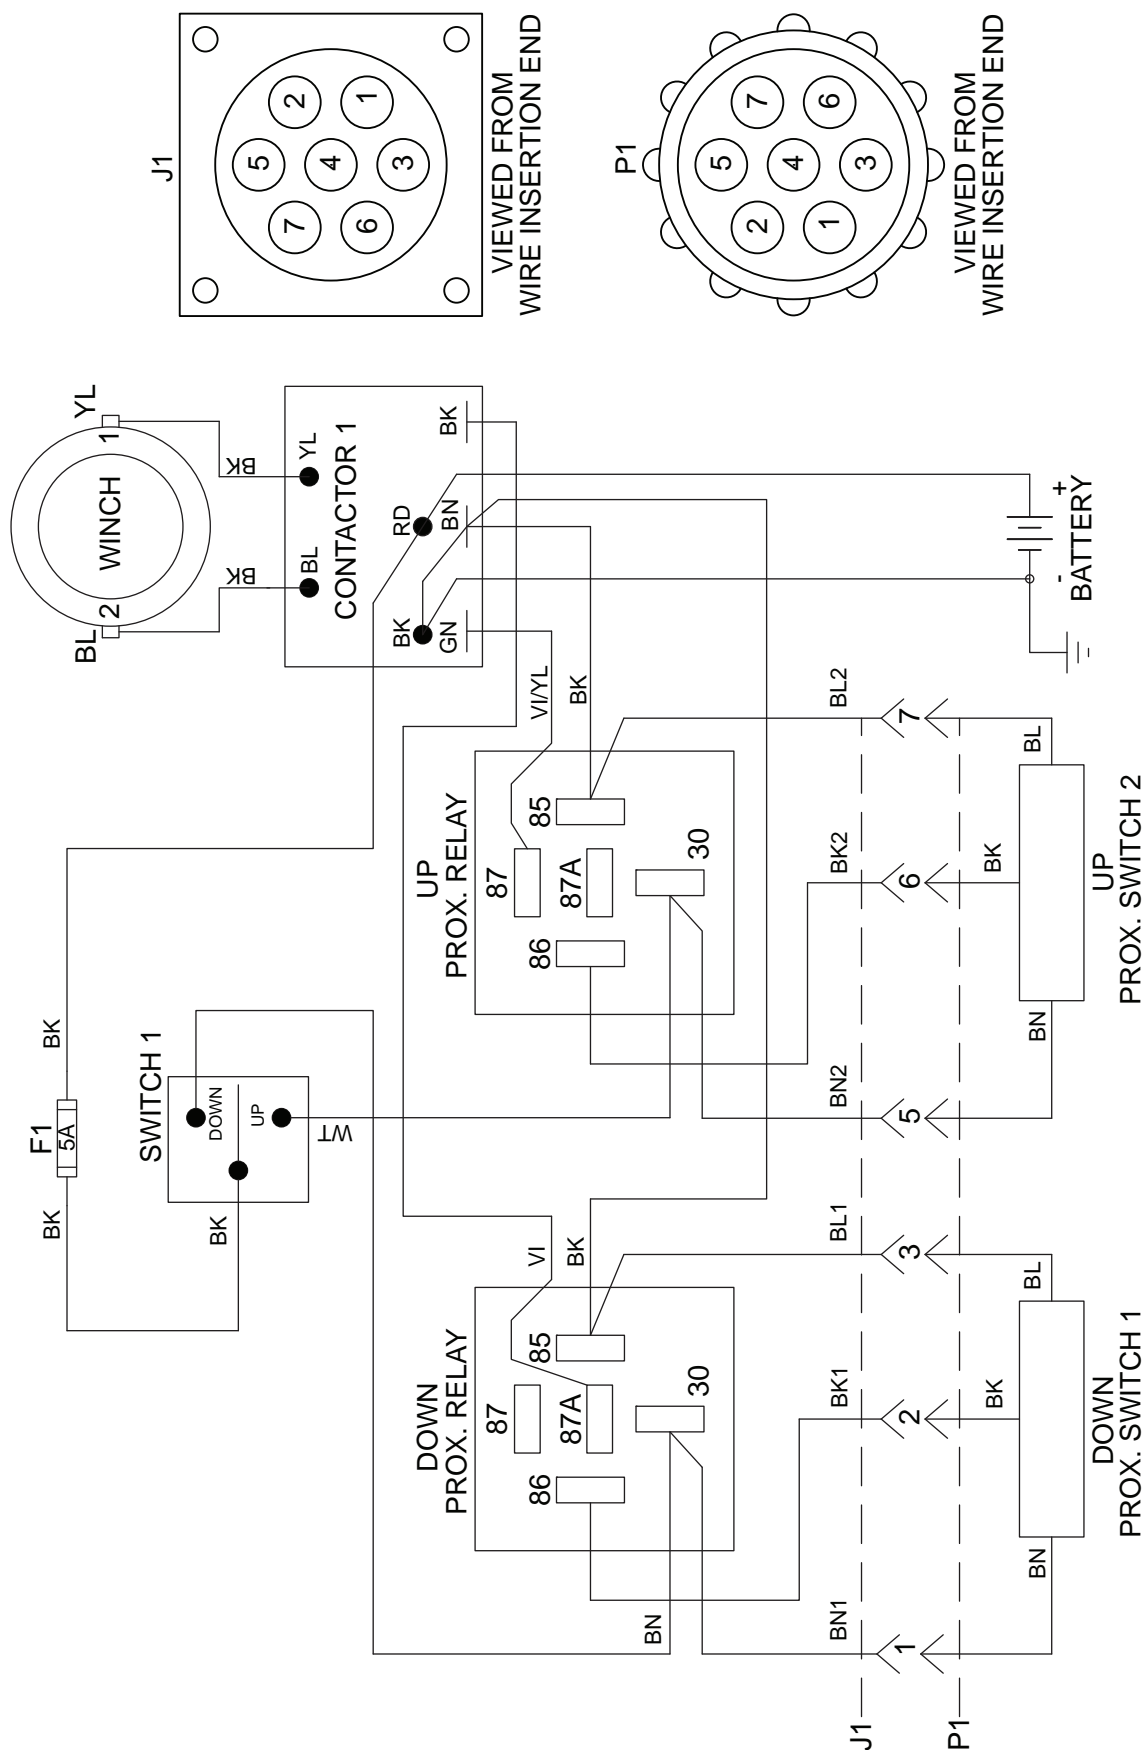 F1
5A
BK
BK
SWITCH 1
DOWN
UP
BK
WT
WINCH
2
1
BL
YL
BK
BK
BL
YL
CONTACTOR 1
BK
RD
GN
BN
BK
J1
2
1
5
4
3
7
6
VIEWED FROM
WIRE INSERTION END
DOWN
PROX. RELAY
87
86
87A
85
30
VI
BK
BN
UP
PROX. RELAY
87
86
87A
85
30
VI/YL
BK
P1
7
6
5
4
3
2
1
VIEWED FROM
WIRE INSERTION END
BN1
BK1
BL1
BN2
BK2
BL2
J1
1
2
3
5
6
7
P1
BN
BK
BL
BN
BK
BL
DOWN
PROX. SWITCH 1
UP
PROX. SWITCH 2
- +
BATTERY